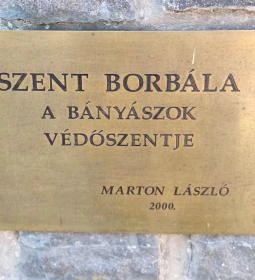 SZENT BORBÁLA
A BÁNYÁSZOK
VÉDŐSZENTJE
MARTON LÁSZLÓ
2000.